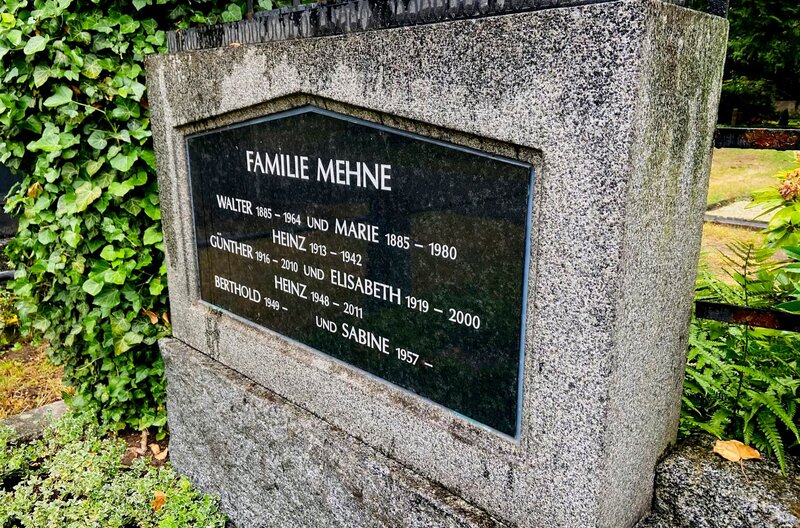 FAMILIE MEHNE
WALTER 1885 – 1964 UND MARIE 1885 – 1980
HEINZ 1913 – 1942
GÜNTHER 1916 – 2010 UND ELISABETH 1919 – 2000
HEINZ 1948 – 2011
BERTHOLD 1949 – UND SABINE 1957 –